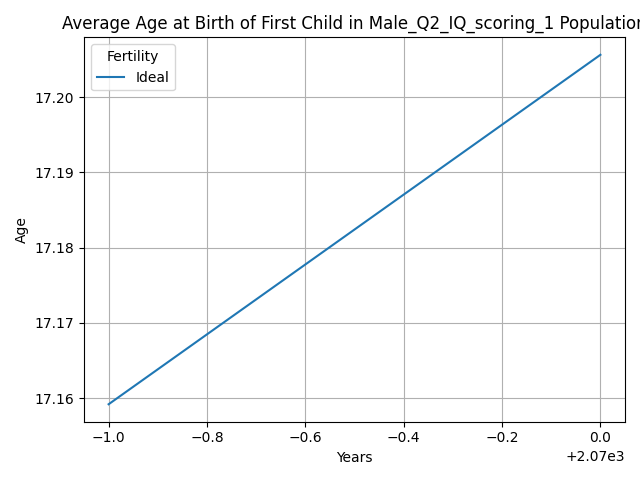 Average Age at Birth of First Child in Male_Q2_IQ_scoring_1 Population
Fertility
Ideal
17.20
17.19
17.18
17.17
17.16
Age
−1.0 −0.8 −0.6 −0.4 −0.2 0.0
Years
+2.07e3